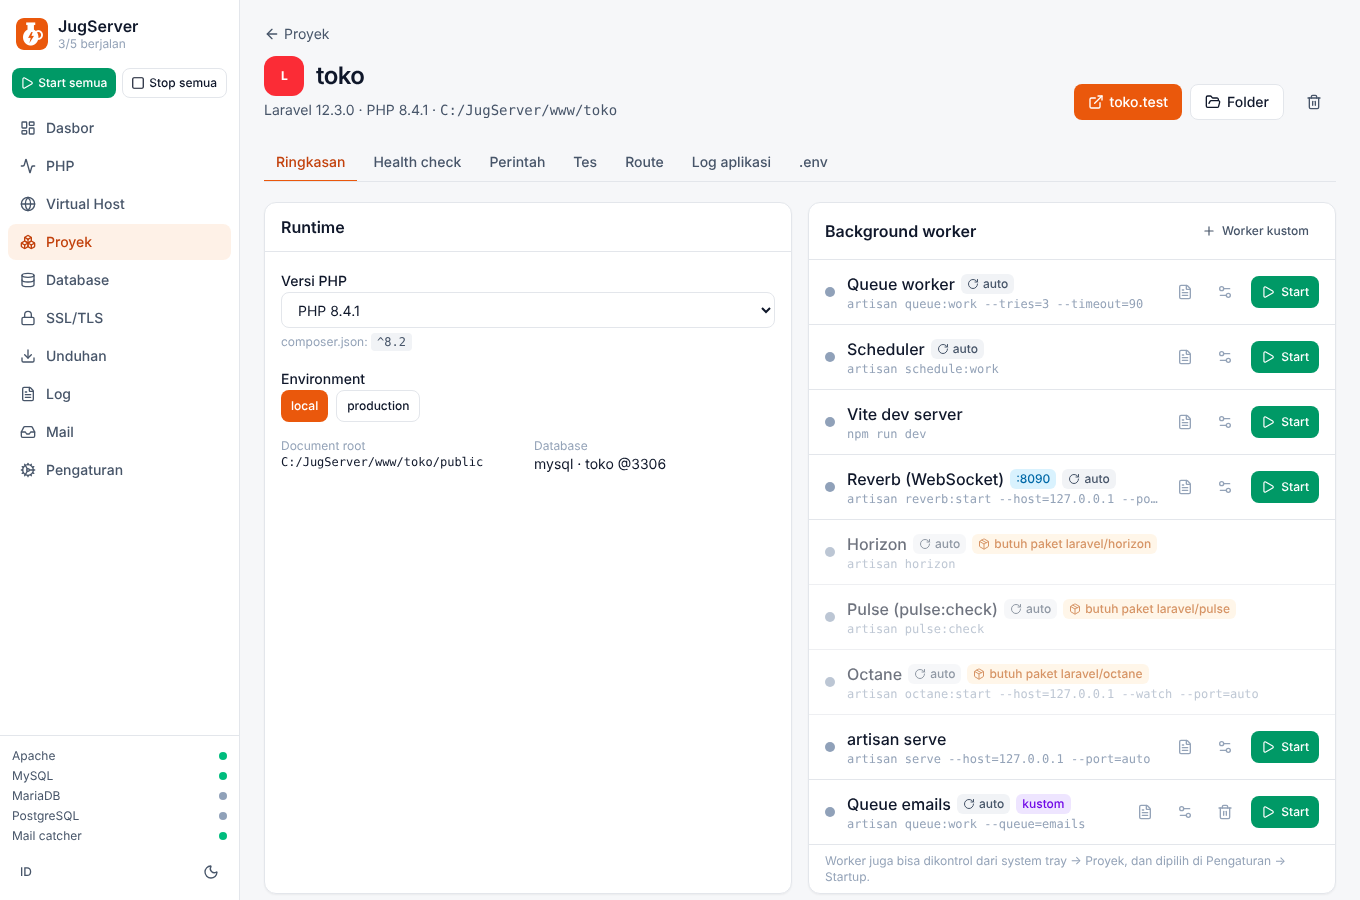 JugServer
3/5 berjalan
Start semua
Stop semua
Dasbor
PHP
Virtual Host
Proyek
Database
SSL/TLS
Unduhan
Log
Mail
Pengaturan
Apache
MySQL
MariaDB
PostgreSQL
Mail catcher
ID
Proyek
L
toko
Laravel 12.3.0 · PHP 8.4.1 · C:/JugServer/www/toko
toko.test
Folder
Ringkasan
Health check
Perintah
Tes
Route
Log aplikasi
.env
Runtime
Versi PHP
PHP 8.4.1
composer.json: ^8.2
Environment
local
production
Document root
C:/JugServer/www/toko/public
Database
mysql · toko @3306
Background worker
Worker kustom
Queue worker auto
artisan queue:work --tries=3 --timeout=90
Start
Scheduler auto
artisan schedule:work
Start
Vite dev server
npm run dev
Start
Reverb (WebSocket) :8090 auto
artisan reverb:start --host=127.0.0.1 --po…
Start
Horizon auto butuh paket laravel/horizon
artisan horizon
Pulse (pulse:check) auto butuh paket laravel/pulse
artisan pulse:check
Octane auto butuh paket laravel/octane
artisan octane:start --host=127.0.0.1 --watch --port=auto
artisan serve
artisan serve --host=127.0.0.1 --port=auto
Start
Queue emails auto kustom
artisan queue:work --queue=emails
Start
Worker juga bisa dikontrol dari system tray → Proyek, dan dipilih di Pengaturan →
Startup.